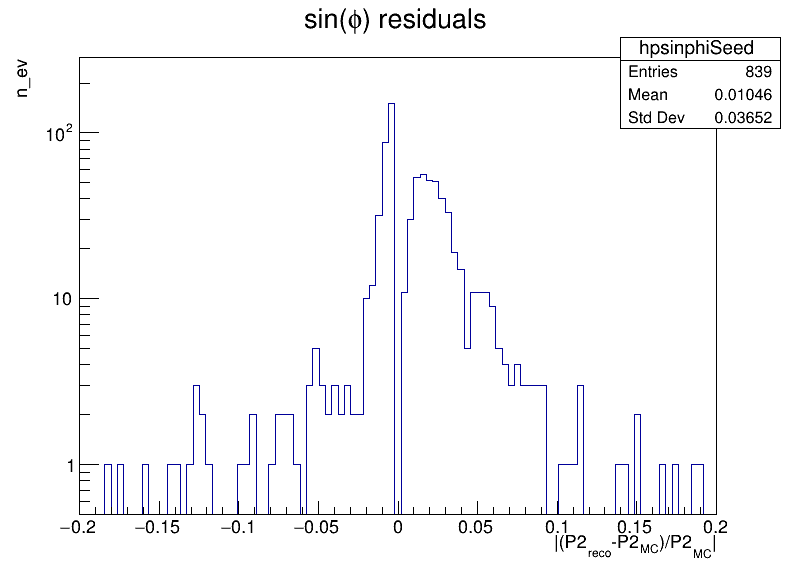 sin(ϕ) residuals
hpsinphiSeed
Entries 839
Mean 0.01046
Std Dev 0.03652
n_ev
10²
10
1
−0.2 −0.15 −0.1 −0.05 0 0.05 0.1 0.15 0.2
|(P2reco-P2MC)/P2MC|